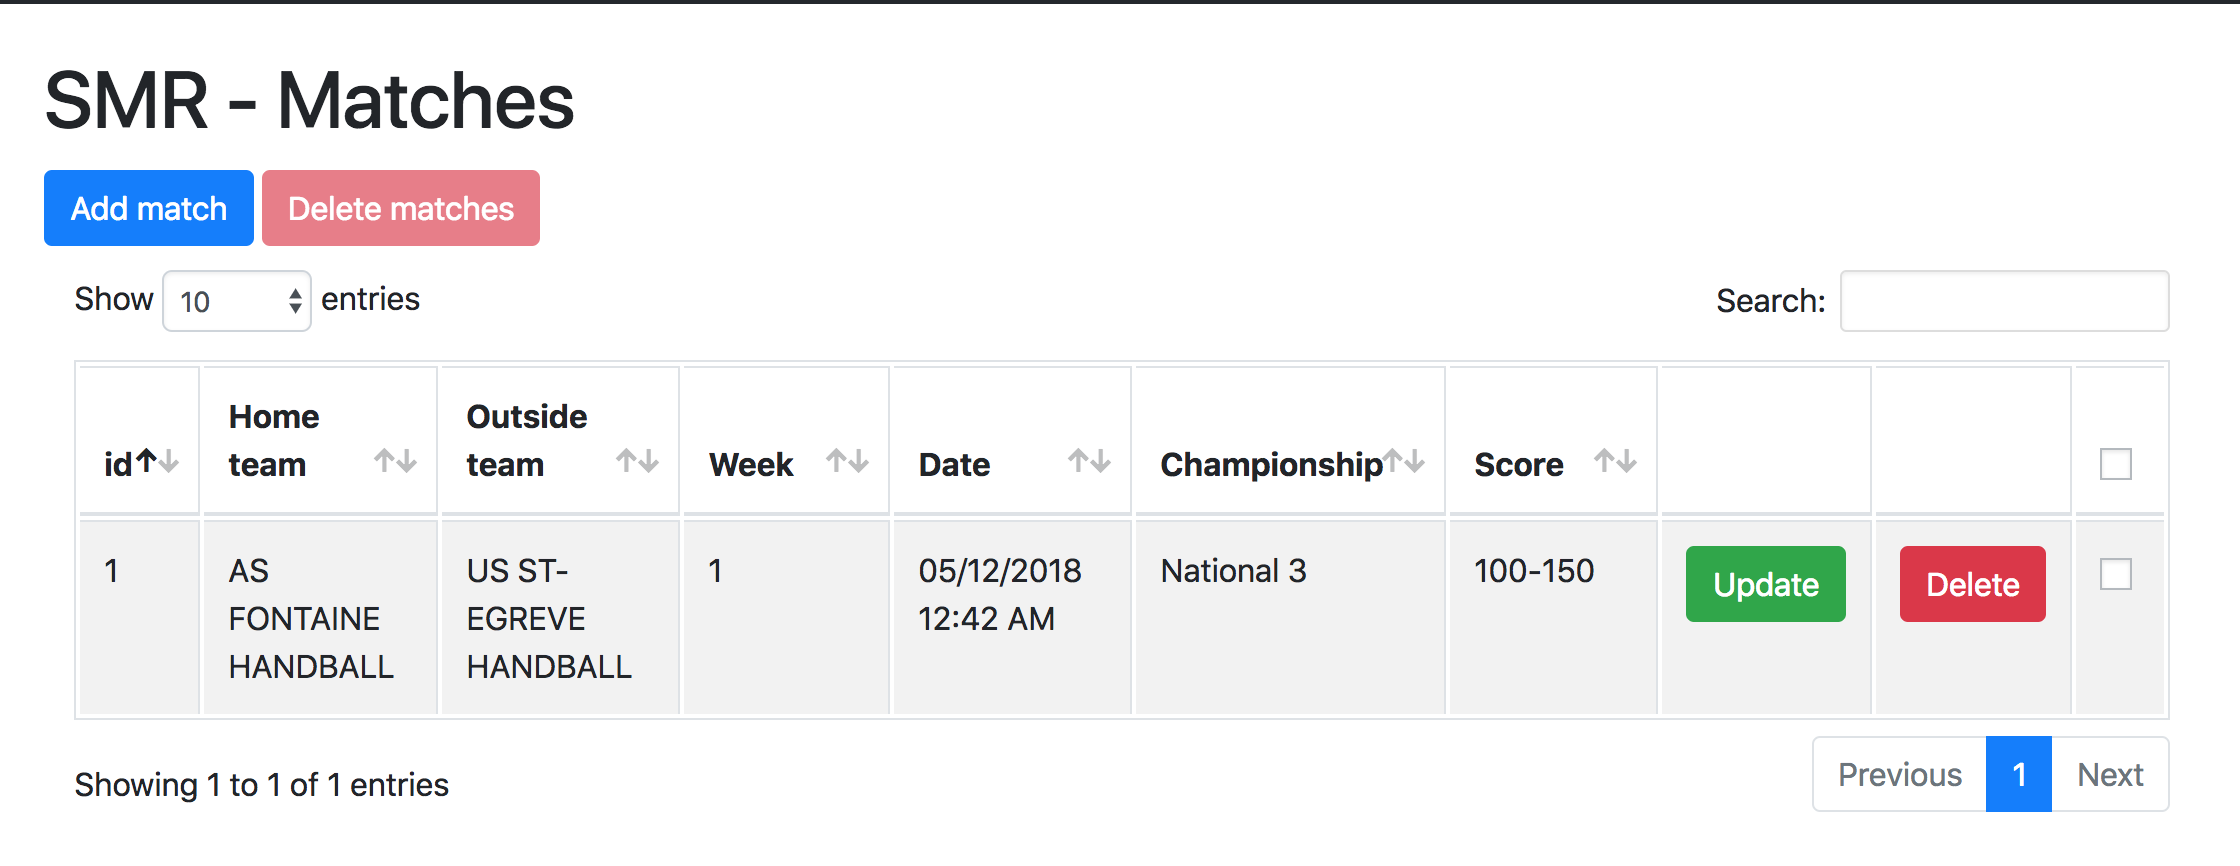 SMR - Matches
Add match Delete matches
Show 10 entries Search:
id Home team Outside team Week Date Championship Score
1 AS FONTAINE HANDBALL US ST-EGREVE HANDBALL 1 05/12/2018 12:42 AM National 3 100-150 Update Delete
Showing 1 to 1 of 1 entries Previous 1 Next